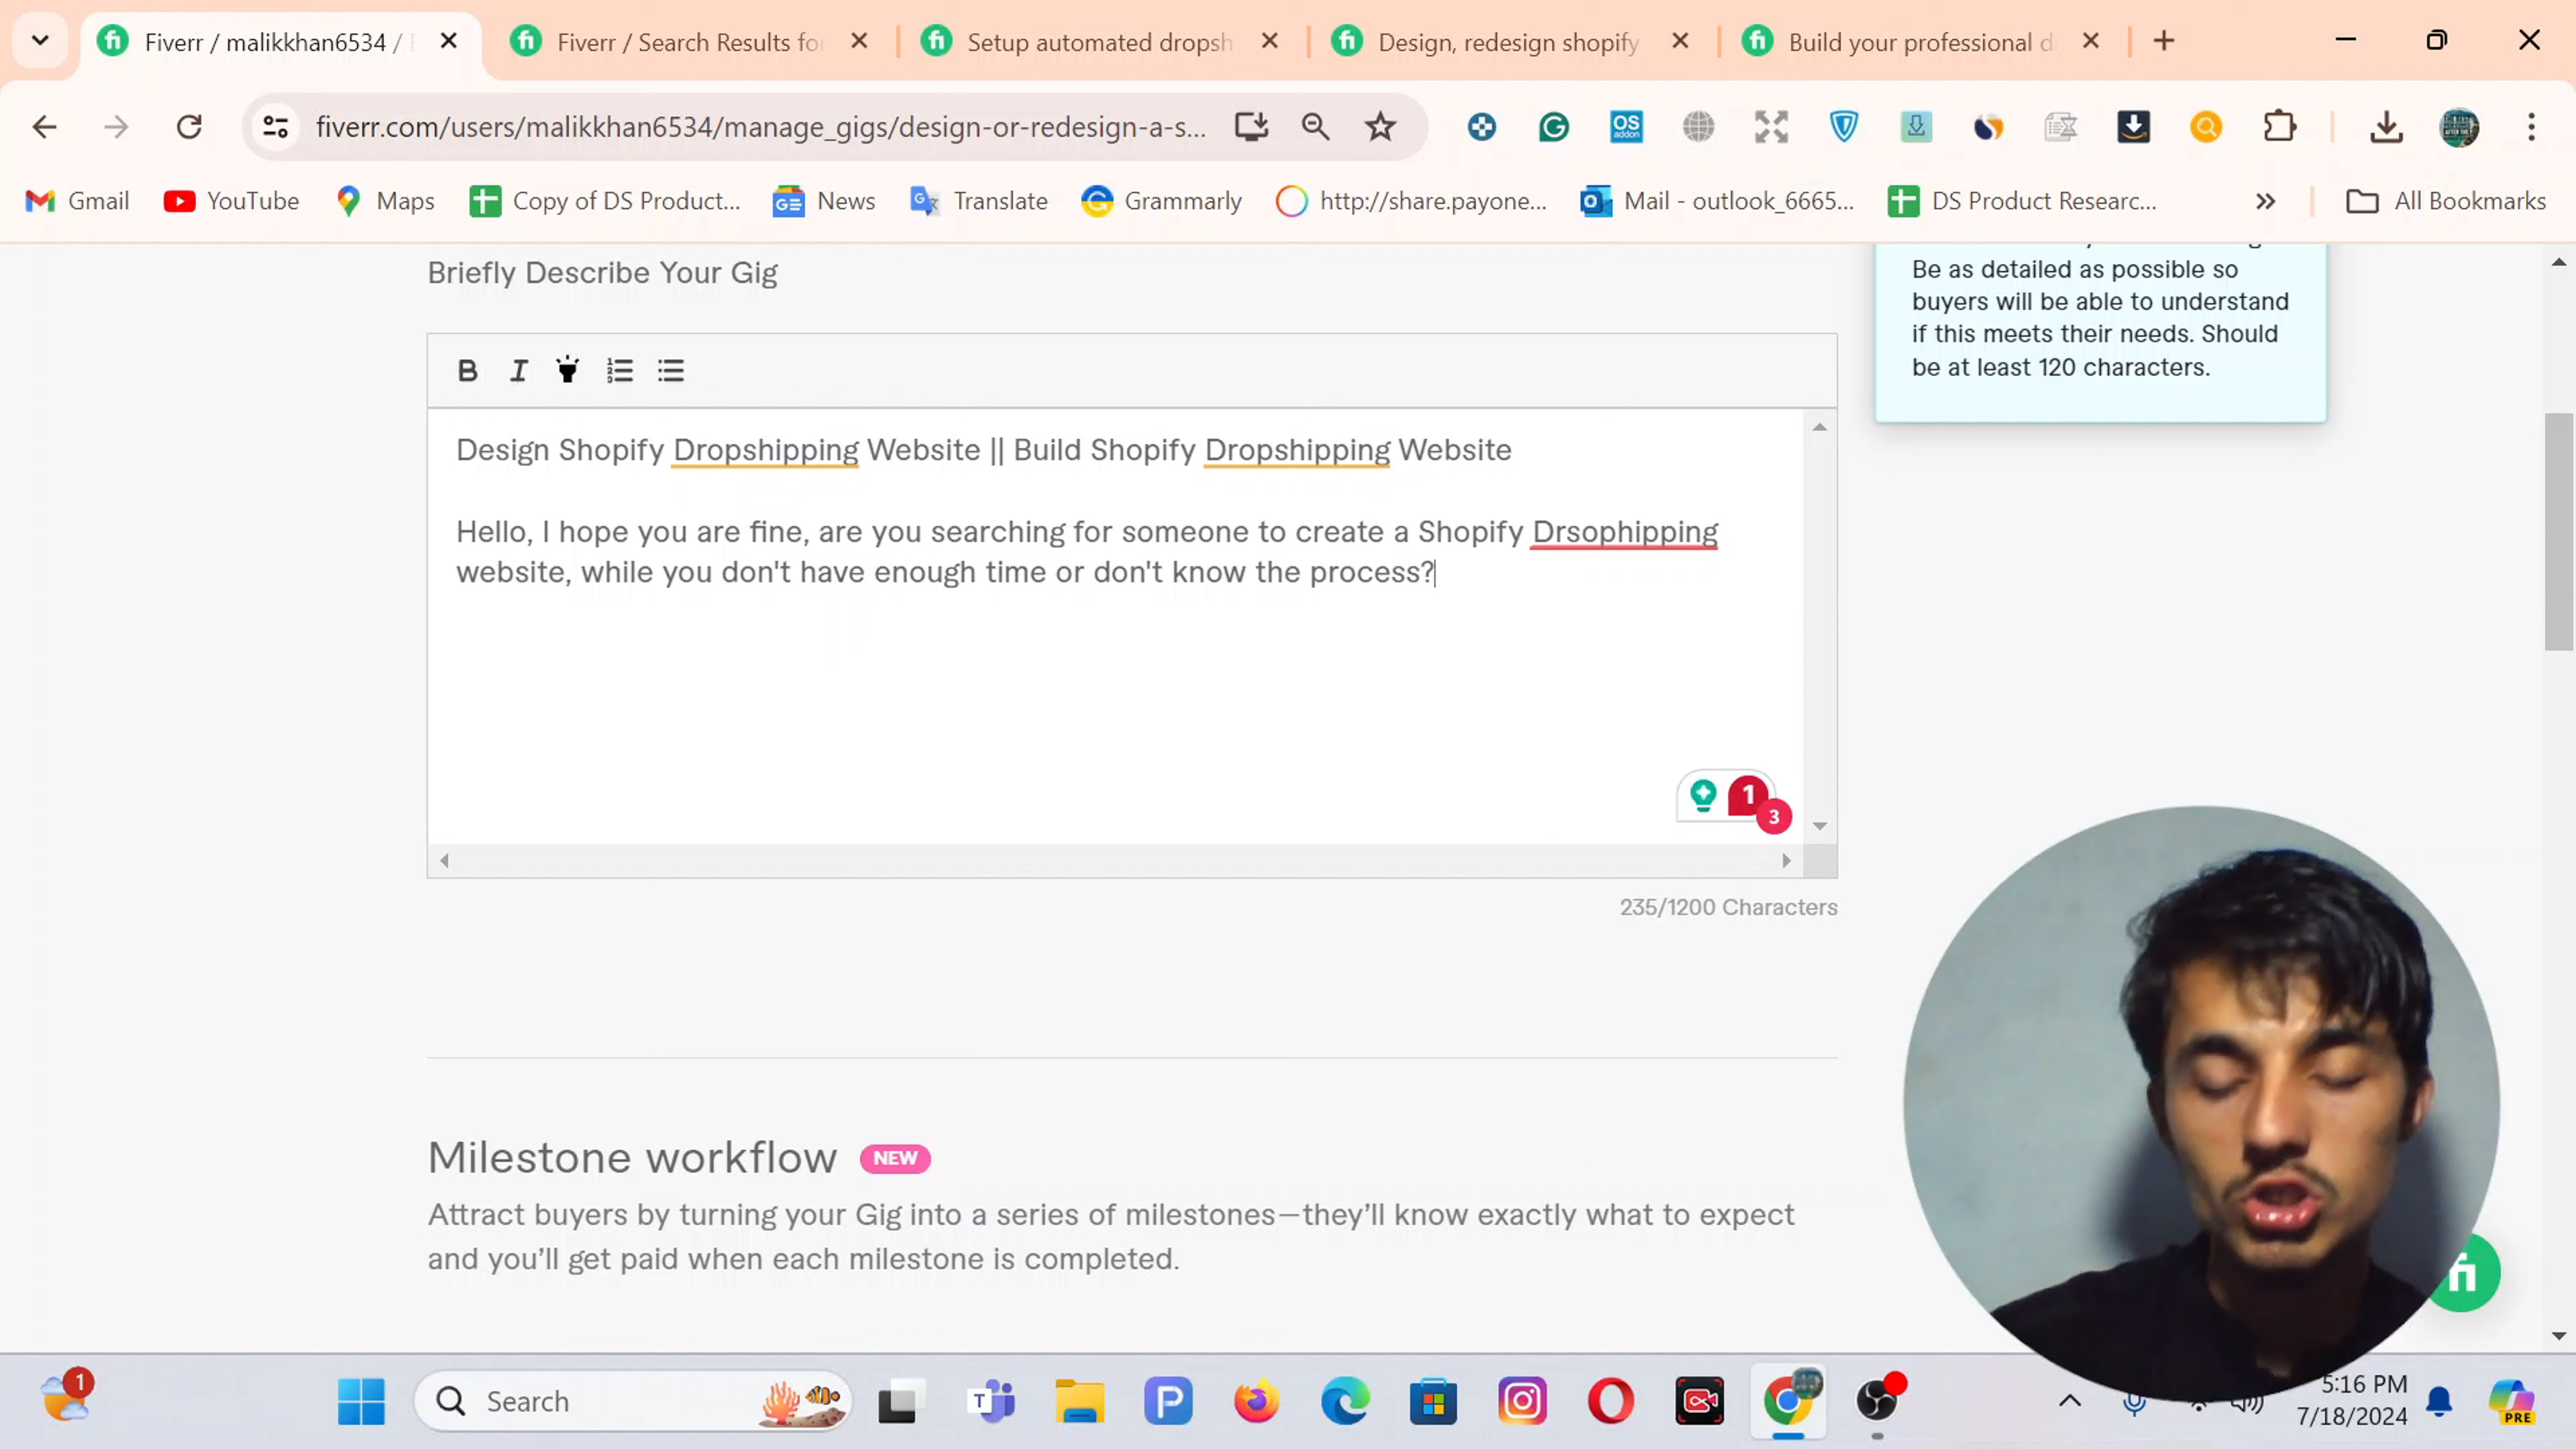 Fiverr / malikkhan6534 /
Fiverr / Search Results fo
Setup automated dropsh
Design, redesign shopify
Build your professional d
fiverr.com/users/malikkhan6534/manage_gigs/design-or-redesign-a-s...
OS
addon
Gmail
YouTube
Maps
Copy of DS Product...
News
Translate
Grammarly
http://share.payone...
Mail - outlook_6665...
DS Product Researc...
All Bookmarks
Briefly Describe Your Gig
Be as detailed as possible so
buyers will be able to understand
if this meets their needs. Should
be at least 120 characters.
Design Shopify Dropshipping Website || Build Shopify Dropshipping Website
Hello, I hope you are fine, are you searching for someone to create a Shopify Drsophipping
website, while you don't have enough time or don't know the process?
1
3
235/1200 Characters
Milestone workflow NEW
Attract buyers by turning your Gig into a series of milestones—they'll know exactly what to expect
and you'll get paid when each milestone is completed.
fi
1
Search
5:16 PM
7/18/2024
PRE